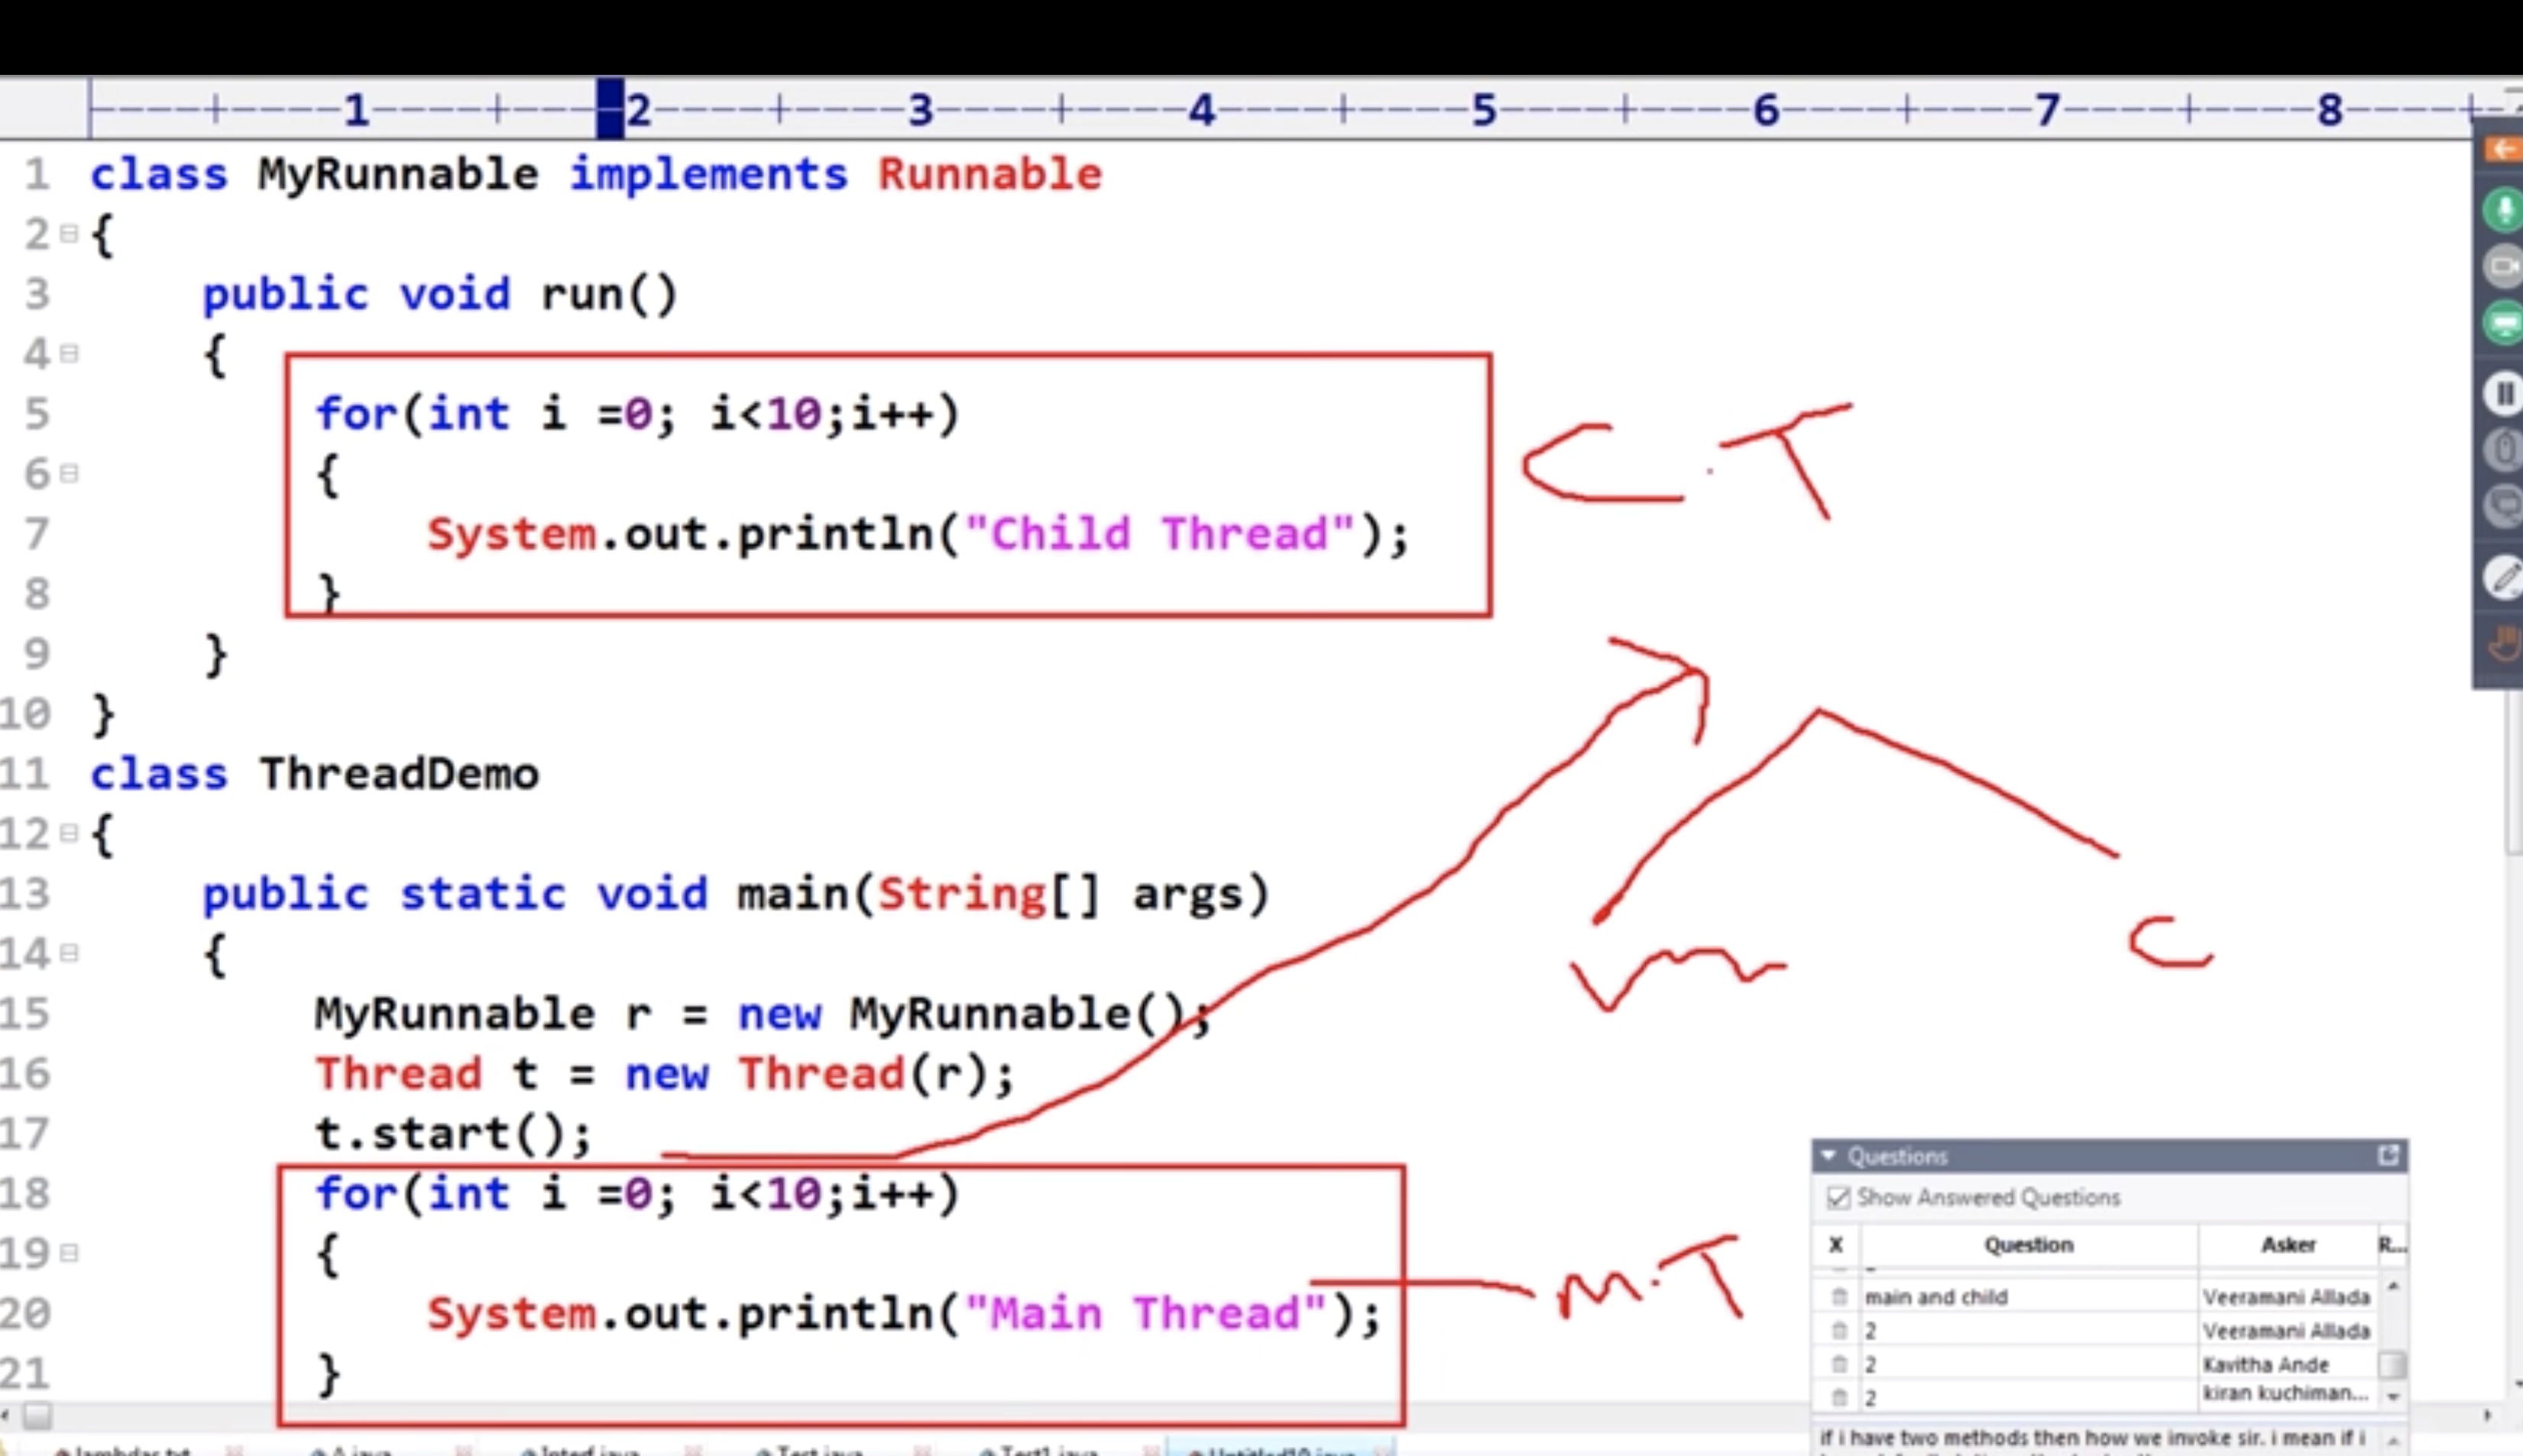 1 2 3 4 5 6 7 8
1 class MyRunnable implements Runnable
2 {
3 public void run()
4 {
5 for(int i =0; i<10;i++)
6 {
7 System.out.println("Child Thread");
8 }
9 }
10 }
11 class ThreadDemo
12 {
13 public static void main(String[] args)
14 {
15 MyRunnable r = new MyRunnable();
16 Thread t = new Thread(r);
17 t.start();
18 for(int i =0; i<10;i++)
19 {
20 System.out.println("Main Thread");
21 }
C.T
m
C
m.T
Questions
Show Answered Questions
X Question Asker R...
main and child Veeramani Allada
2 Veeramani Allada
2 Kavitha Ande
2 kiran kuchiman...
if i have two methods then how we invoke sir. i mean if i
lambdas.txt A.java Interf.java Test.java Test1.java Untitled10.java